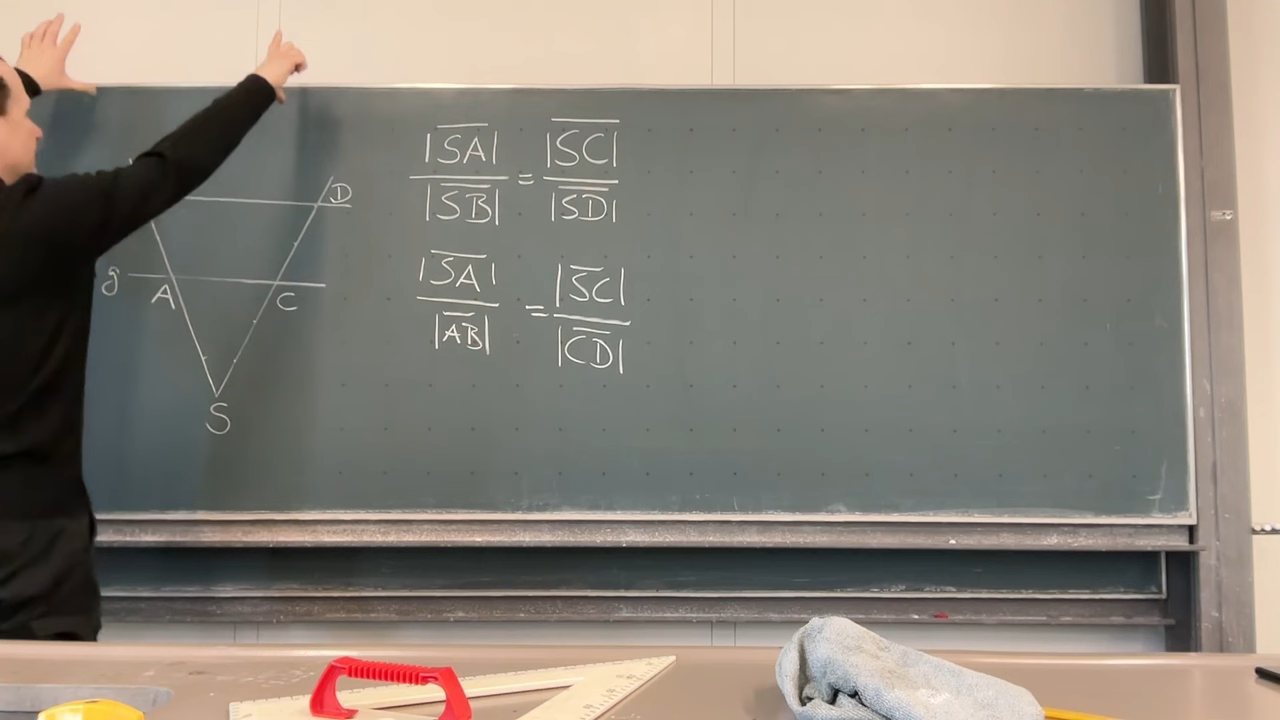 D
g
A
C
S
|SA|/|SB| = |SC|/|SD|
|SA|/|AB| = |SC|/|CD|